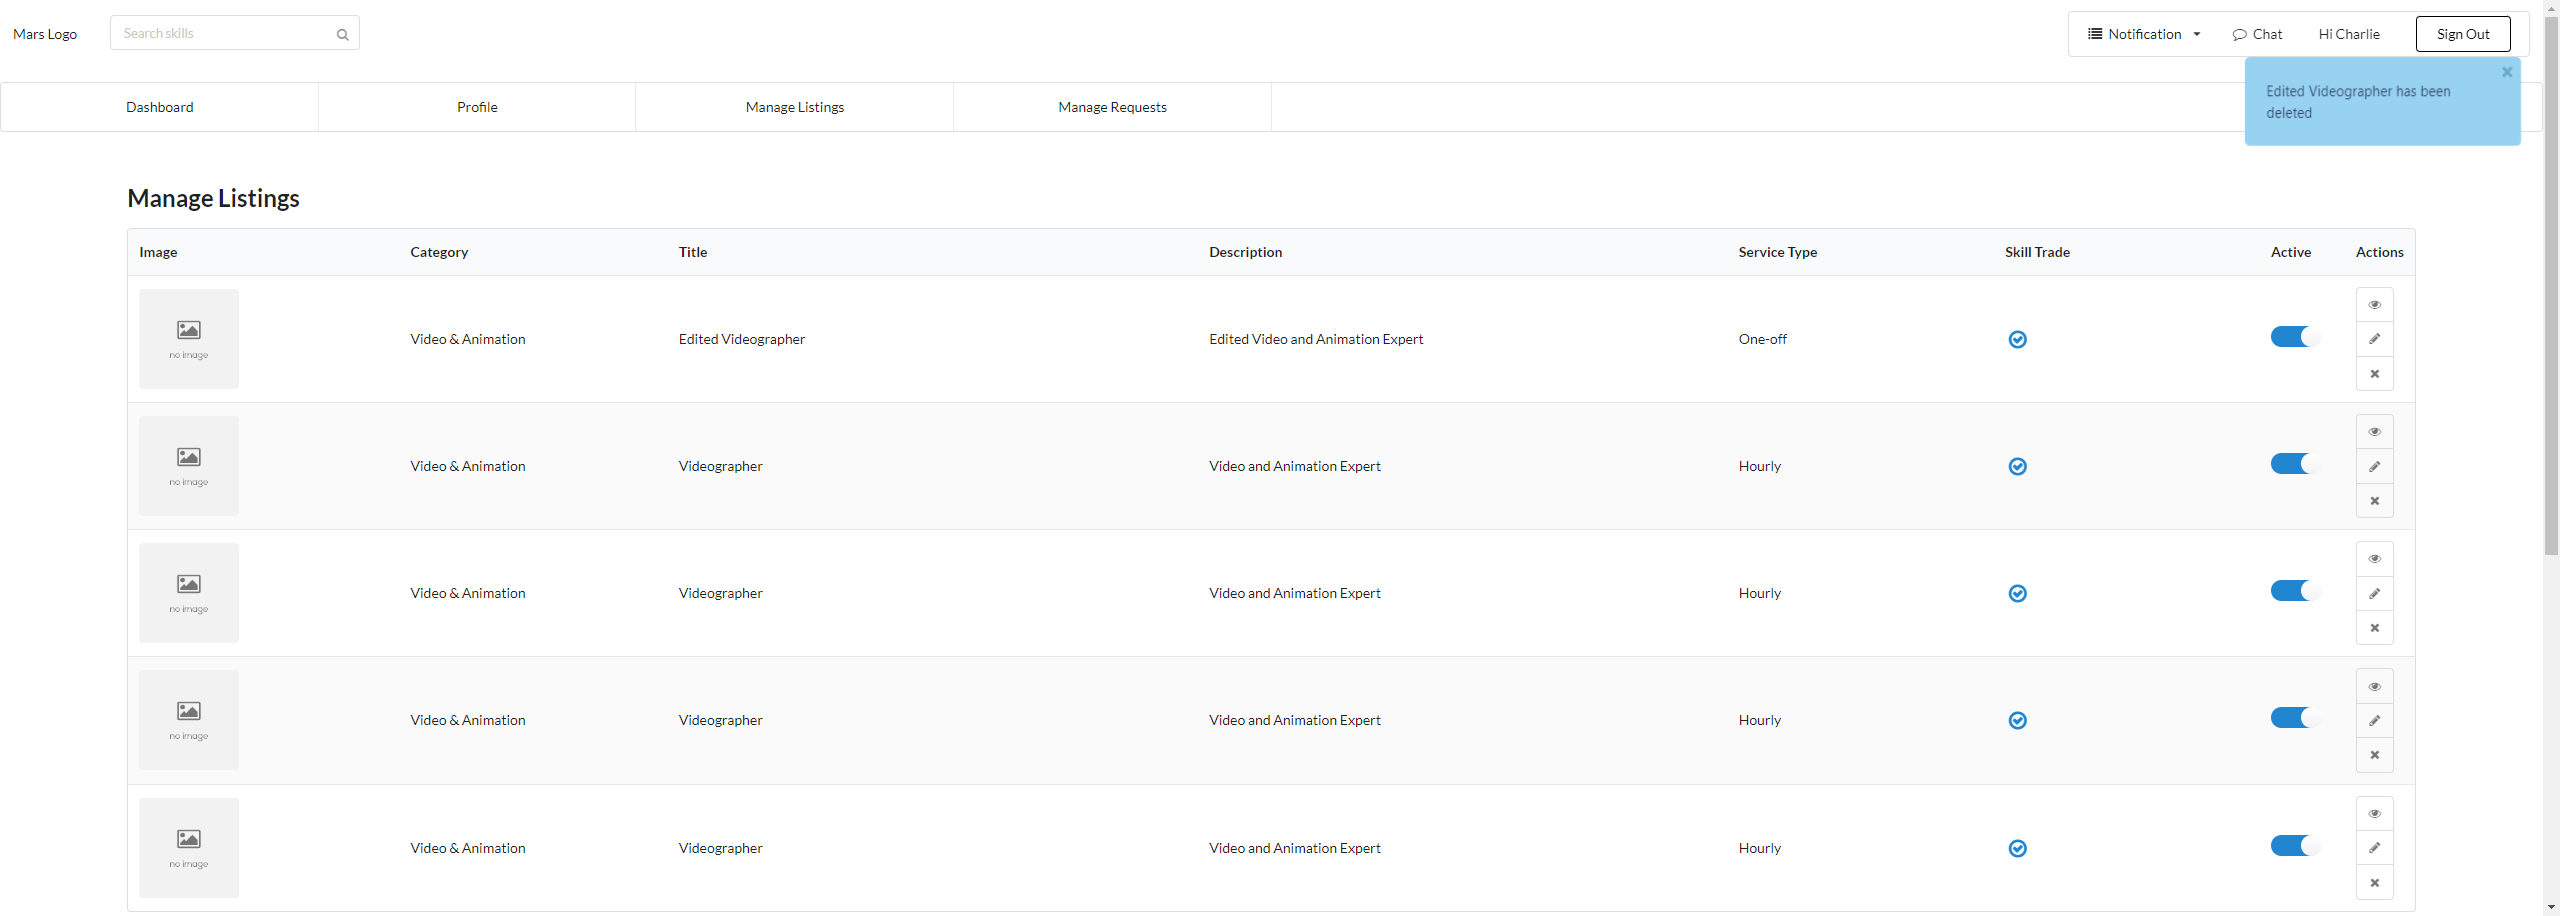 Mars Logo
Search skills
Notification
Chat
Hi Charlie
Sign Out
Edited Videographer has been
deleted
Dashboard
Profile
Manage Listings
Manage Requests
Manage Listings
Image Category Title Description Service Type Skill Trade Active Actions
no image
Video & Animation Edited Videographer Edited Video and Animation Expert One-off
no image
Video & Animation Videographer Video and Animation Expert Hourly
no image
Video & Animation Videographer Video and Animation Expert Hourly
no image
Video & Animation Videographer Video and Animation Expert Hourly
no image
Video & Animation Videographer Video and Animation Expert Hourly